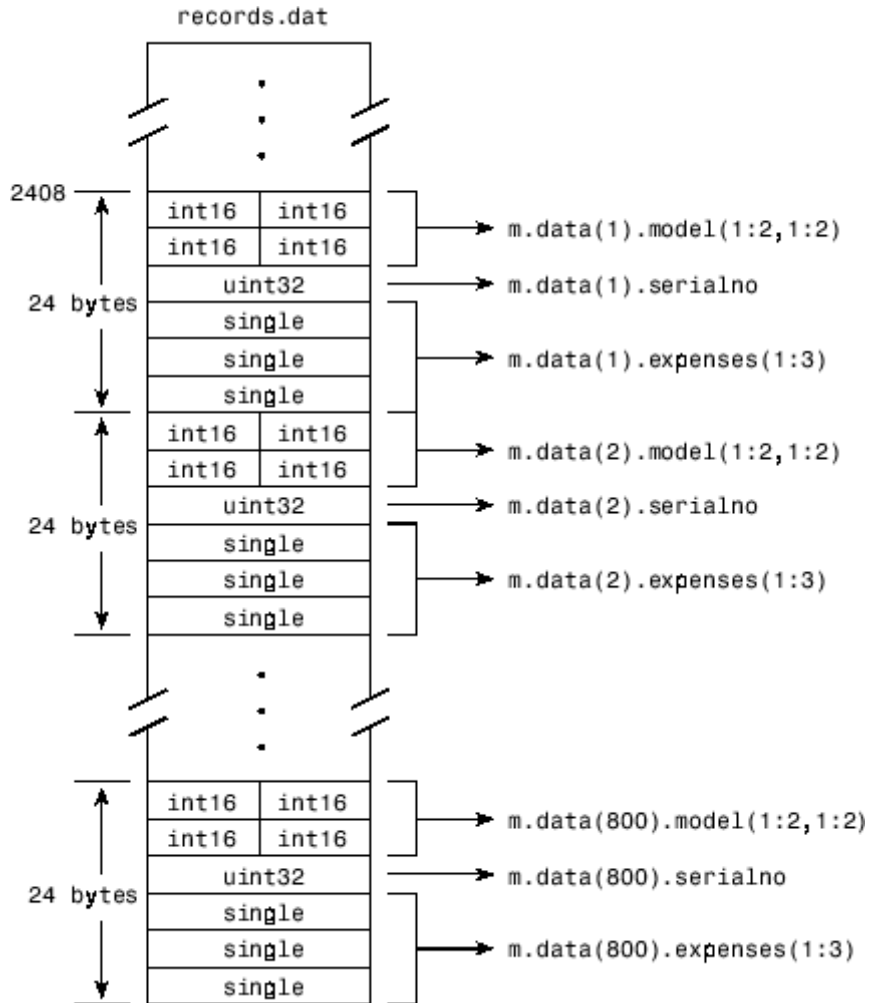 records.dat
2408
int16 int16
m.data(1).model(1:2,1:2)
int16 int16
uint32
m.data(1).serialno
24 bytes
single
single
m.data(1).expenses(1:3)
single
int16 int16
m.data(2).model(1:2,1:2)
int16 int16
uint32
m.data(2).serialno
24 bytes
single
single
m.data(2).expenses(1:3)
single
int16 int16
m.data(800).model(1:2,1:2)
int16 int16
uint32
m.data(800).serialno
24 bytes
single
single
m.data(800).expenses(1:3)
single